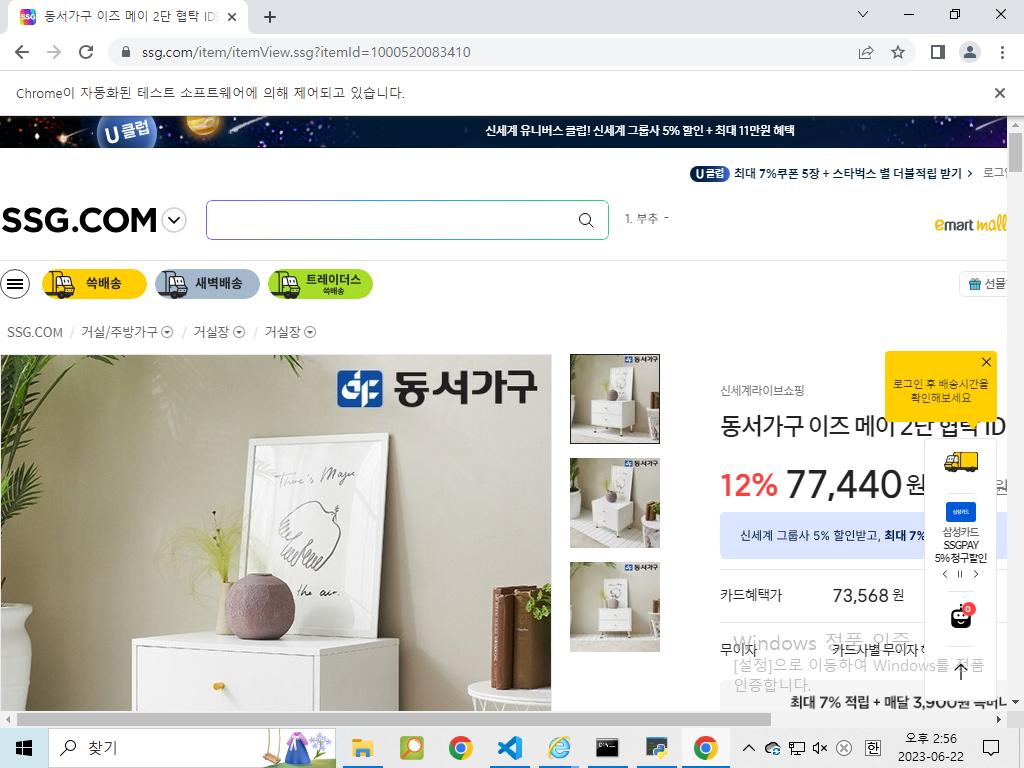 동서가구 이즈 메이 2단 협탁 IDE
ssg.com/item/itemView.ssg?itemId=1000520083410
Chrome이 자동화된 테스트 소프트웨어에 의해 제어되고 있습니다.
U클럽
신세계 유니버스 클럽! 신세계 그룹사 5% 할인 + 최대 11만원 혜택
U클럽 최대 7%쿠폰 5장 + 스타벅스 별 더블적립 받기 > 로그인
SSG.COM
1. 부추 -
emart mall
쓱배송
새벽배송
트레이더스
쓱배송
선물
SSG.COM / 거실/주방가구 / 거실장 / 거실장
동서가구
There's Magic
the air.
로그인 후 배송시간을
확인해보세요
신세계라이브쇼핑
동서가구 이즈 메이 2단 협탁 ID
12% 77,440원
원
신세계 그룹사 5% 할인받고, 최대 7%
삼성카드
삼성카드
SSGPAY
5% 청구할인
카드혜택가 73,568 원
0
무이자 카드사별 무이자
Windows 정품 인증
[설정]으로 이동하여 Windows를 정품
인증합니다.
최대 7% 적립 + 매달 3,900원
찾기
한
오후 2:56
2023-06-22